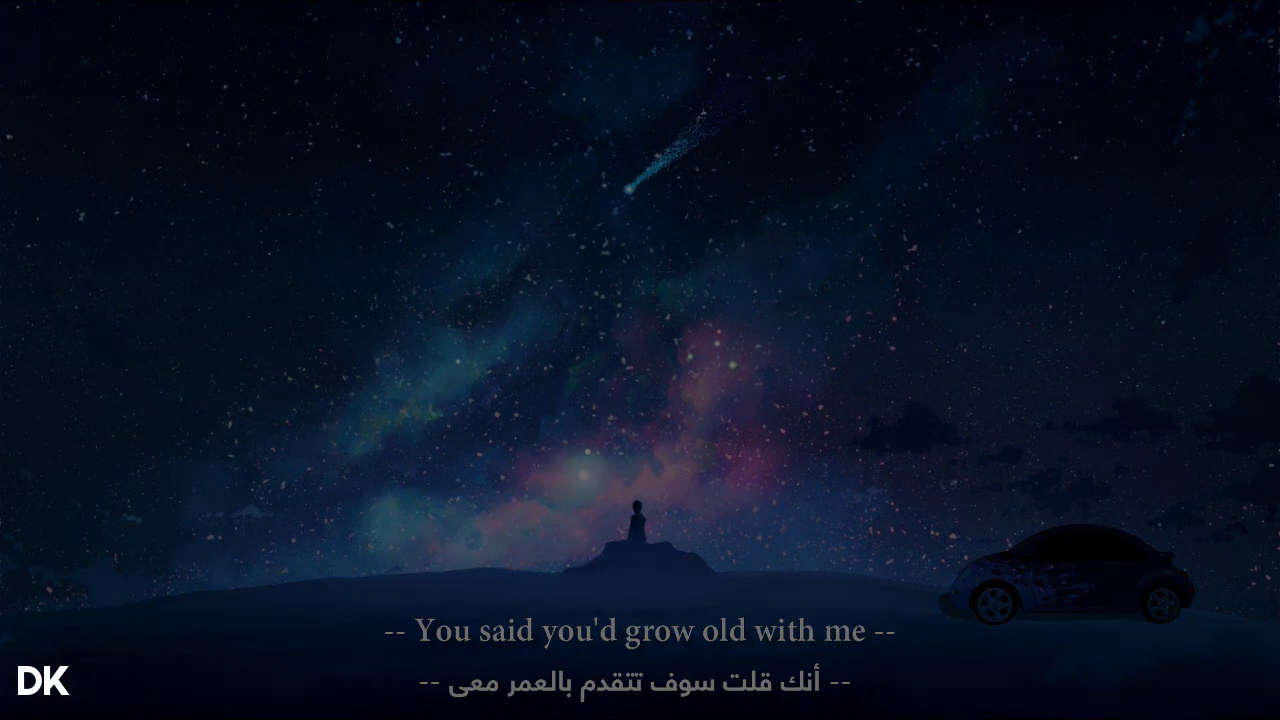 -- You said you'd grow old with me --
-- أنك قلت سوف تتقدم بالعمر معى --
DK